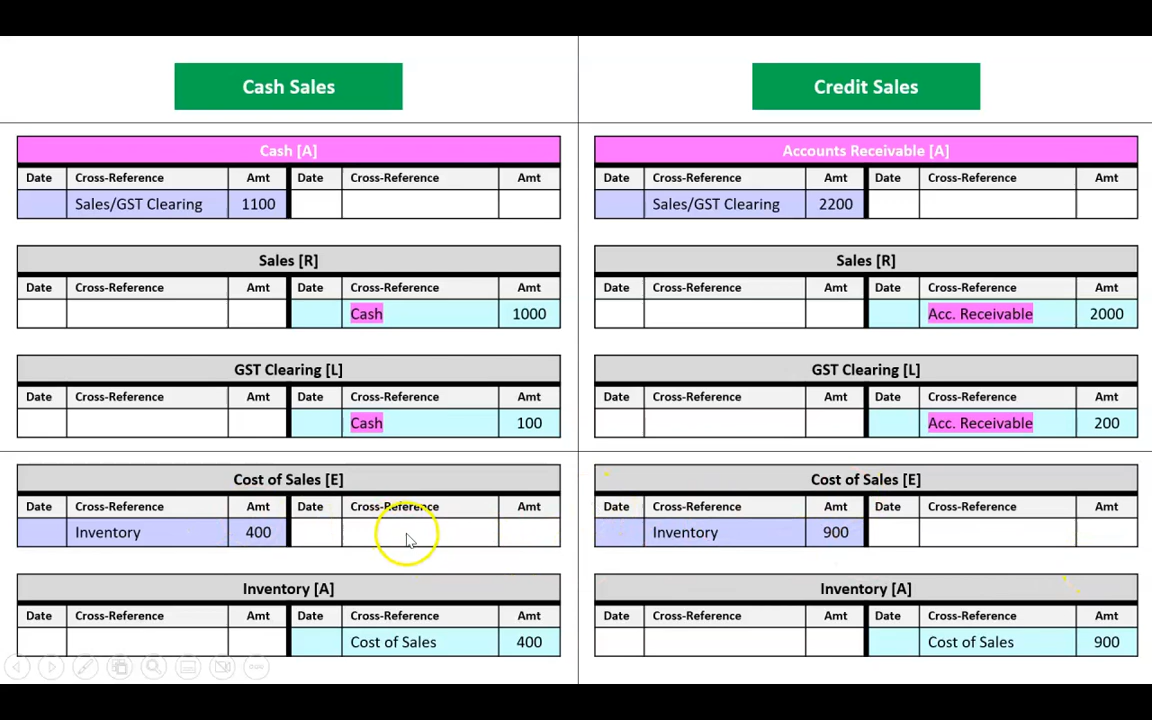 Cash Sales
Cash [A]
Date Cross-Reference Amt Date Cross-Reference Amt
Sales/GST Clearing 1100
Sales [R]
Date Cross-Reference Amt Date Cross-Reference Amt
Cash 1000
GST Clearing [L]
Date Cross-Reference Amt Date Cross-Reference Amt
Cash 100
Cost of Sales [E]
Date Cross-Reference Amt Date Cross-Reference Amt
Inventory 400
Inventory [A]
Date Cross-Reference Amt Date Cross-Reference Amt
Cost of Sales 400
Credit Sales
Accounts Receivable [A]
Date Cross-Reference Amt Date Cross-Reference Amt
Sales/GST Clearing 2200
Sales [R]
Date Cross-Reference Amt Date Cross-Reference Amt
Acc. Receivable 2000
GST Clearing [L]
Date Cross-Reference Amt Date Cross-Reference Amt
Acc. Receivable 200
Cost of Sales [E]
Date Cross-Reference Amt Date Cross-Reference Amt
Inventory 900
Inventory [A]
Date Cross-Reference Amt Date Cross-Reference Amt
Cost of Sales 900